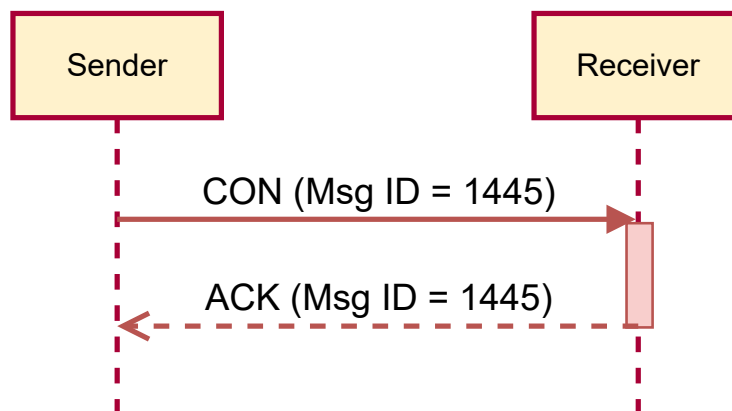 Sender
Receiver
CON (Msg ID = 1445)
ACK (Msg ID = 1445)